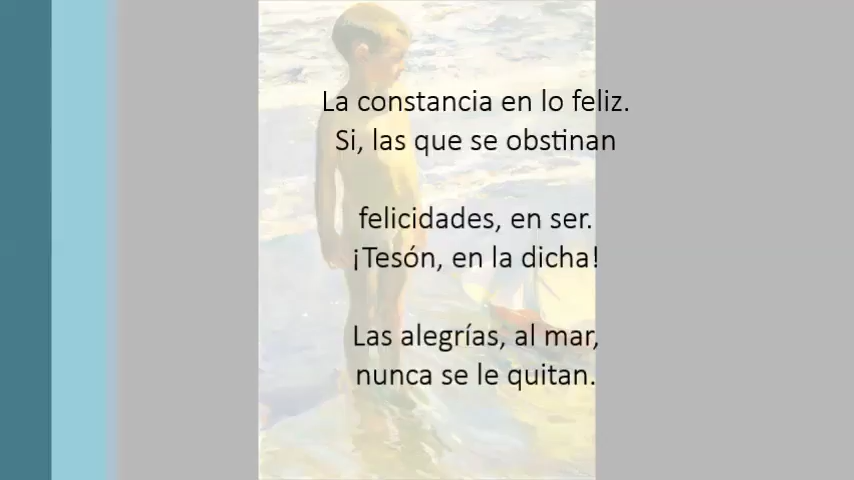 La constancia en lo feliz.
Si, las que se obstinan
felicidades, en ser.
¡Tesón, en la dicha!
Las alegrías, al mar,
nunca se le quitan.